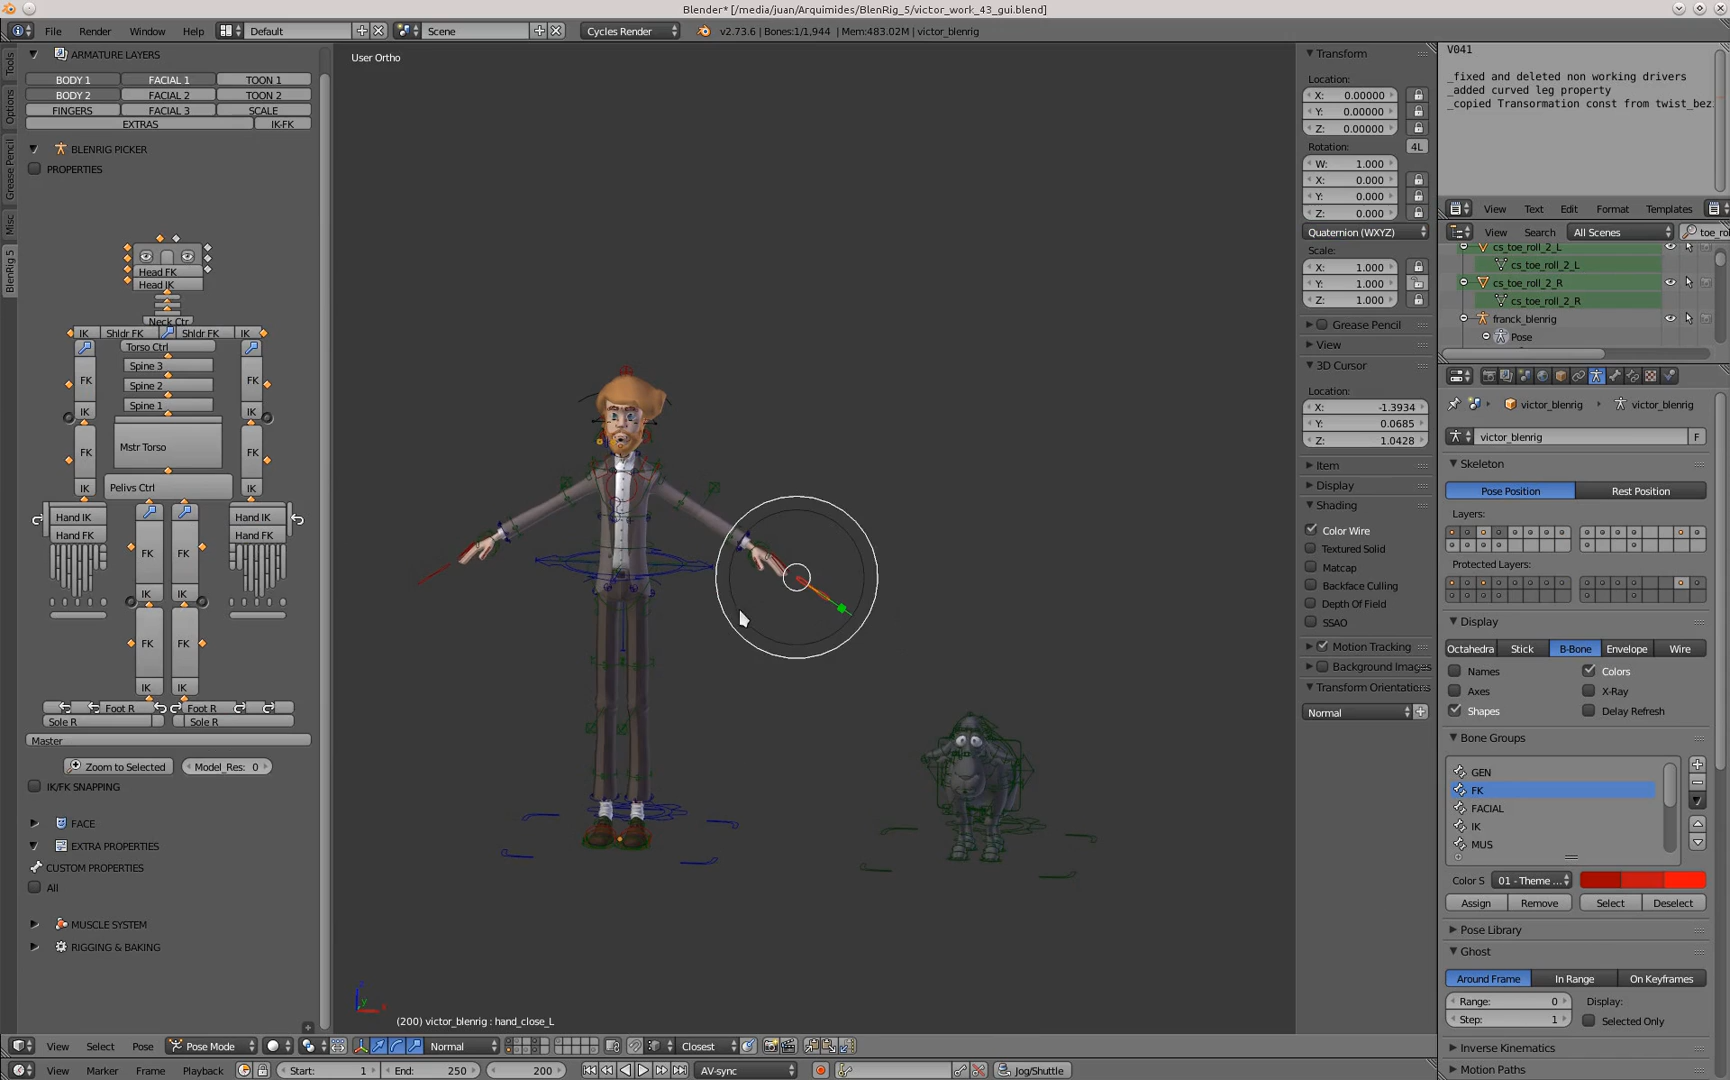 Blender* [/media/juan/Arquimides/BlenRig_5/victor_work_43_gui.blend]
File Render Window Help Default Scene Cycles Render v2.73.6 | Bones:1/1,944 | Mem:483.02M | victor_blenrig
Tools
Options
Grease Pencil
Misc
BlenRig 5
ARMATURE LAYERS
BODY 1 FACIAL 1 TOON 1
BODY 2 FACIAL 2 TOON 2
FINGERS FACIAL 3 SCALE
EXTRAS IK-FK
BLENRIG PICKER
PROPERTIES
Head FK
Head IK
Neck Ctr
IK Shldr FK Shldr FK IK
Torso Ctrl
Spine 3
FK FK
Spine 2
Spine 1
IK IK
Mstr Torso
FK FK
Pelivs Ctrl
IK IK
Hand IK Hand IK
Hand FK Hand FK
FK FK
IK IK
FK FK
IK IK
Foot R Foot R
Sole R Sole R
Master
Zoom to Selected Model_Res: 0
IK/FK SNAPPING
FACE
EXTRA PROPERTIES
CUSTOM PROPERTIES
All
MUSCLE SYSTEM
RIGGING & BAKING
User Ortho
(200) victor_blenrig : hand_close_L
Transform
Location:
X: 0.00000
Y: 0.00000
Z: 0.00000
Rotation: 4L
W: 1.000
X: 0.000
Y: 0.000
Z: 0.000
Quaternion (WXYZ)
Scale:
X: 1.000
Y: 1.000
Z: 1.000
Grease Pencil
View
3D Cursor
Location:
X: -1.3934
Y: 0.0685
Z: 1.0428
Item
Display
Shading
Color Wire
Textured Solid
Matcap
Backface Culling
Depth Of Field
SSAO
Motion Tracking
Background Images
Transform Orientations
Normal
V041
_fixed and deleted non working drivers
_added curved leg property
_copied Transormation const from twist_bez
View Text Edit Format Templates
View Search All Scenes toe_ro
cs_toe_roll_2_L
cs_toe_roll_2_L
cs_toe_roll_2_R
cs_toe_roll_2_R
franck_blenrig
Pose
victor_blenrig victor_blenrig
victor_blenrig F
Skeleton
Pose Position Rest Position
Layers:
Protected Layers:
Display
Octahedra Stick B-Bone Envelope Wire
Names Colors
Axes X-Ray
Shapes Delay Refresh
Bone Groups
GEN
FK
FACIAL
IK
MUS
Color S 01 - Theme ...
Assign Remove Select Deselect
Pose Library
Ghost
Around Frame In Range On Keyframes
Range: 0 Display:
Step: 1 Selected Only
Inverse Kinematics
Motion Paths
View Select Pose Pose Mode Normal Closest
View Marker Frame Playback Start: 1 End: 250 200 AV-sync Jog/Shuttle